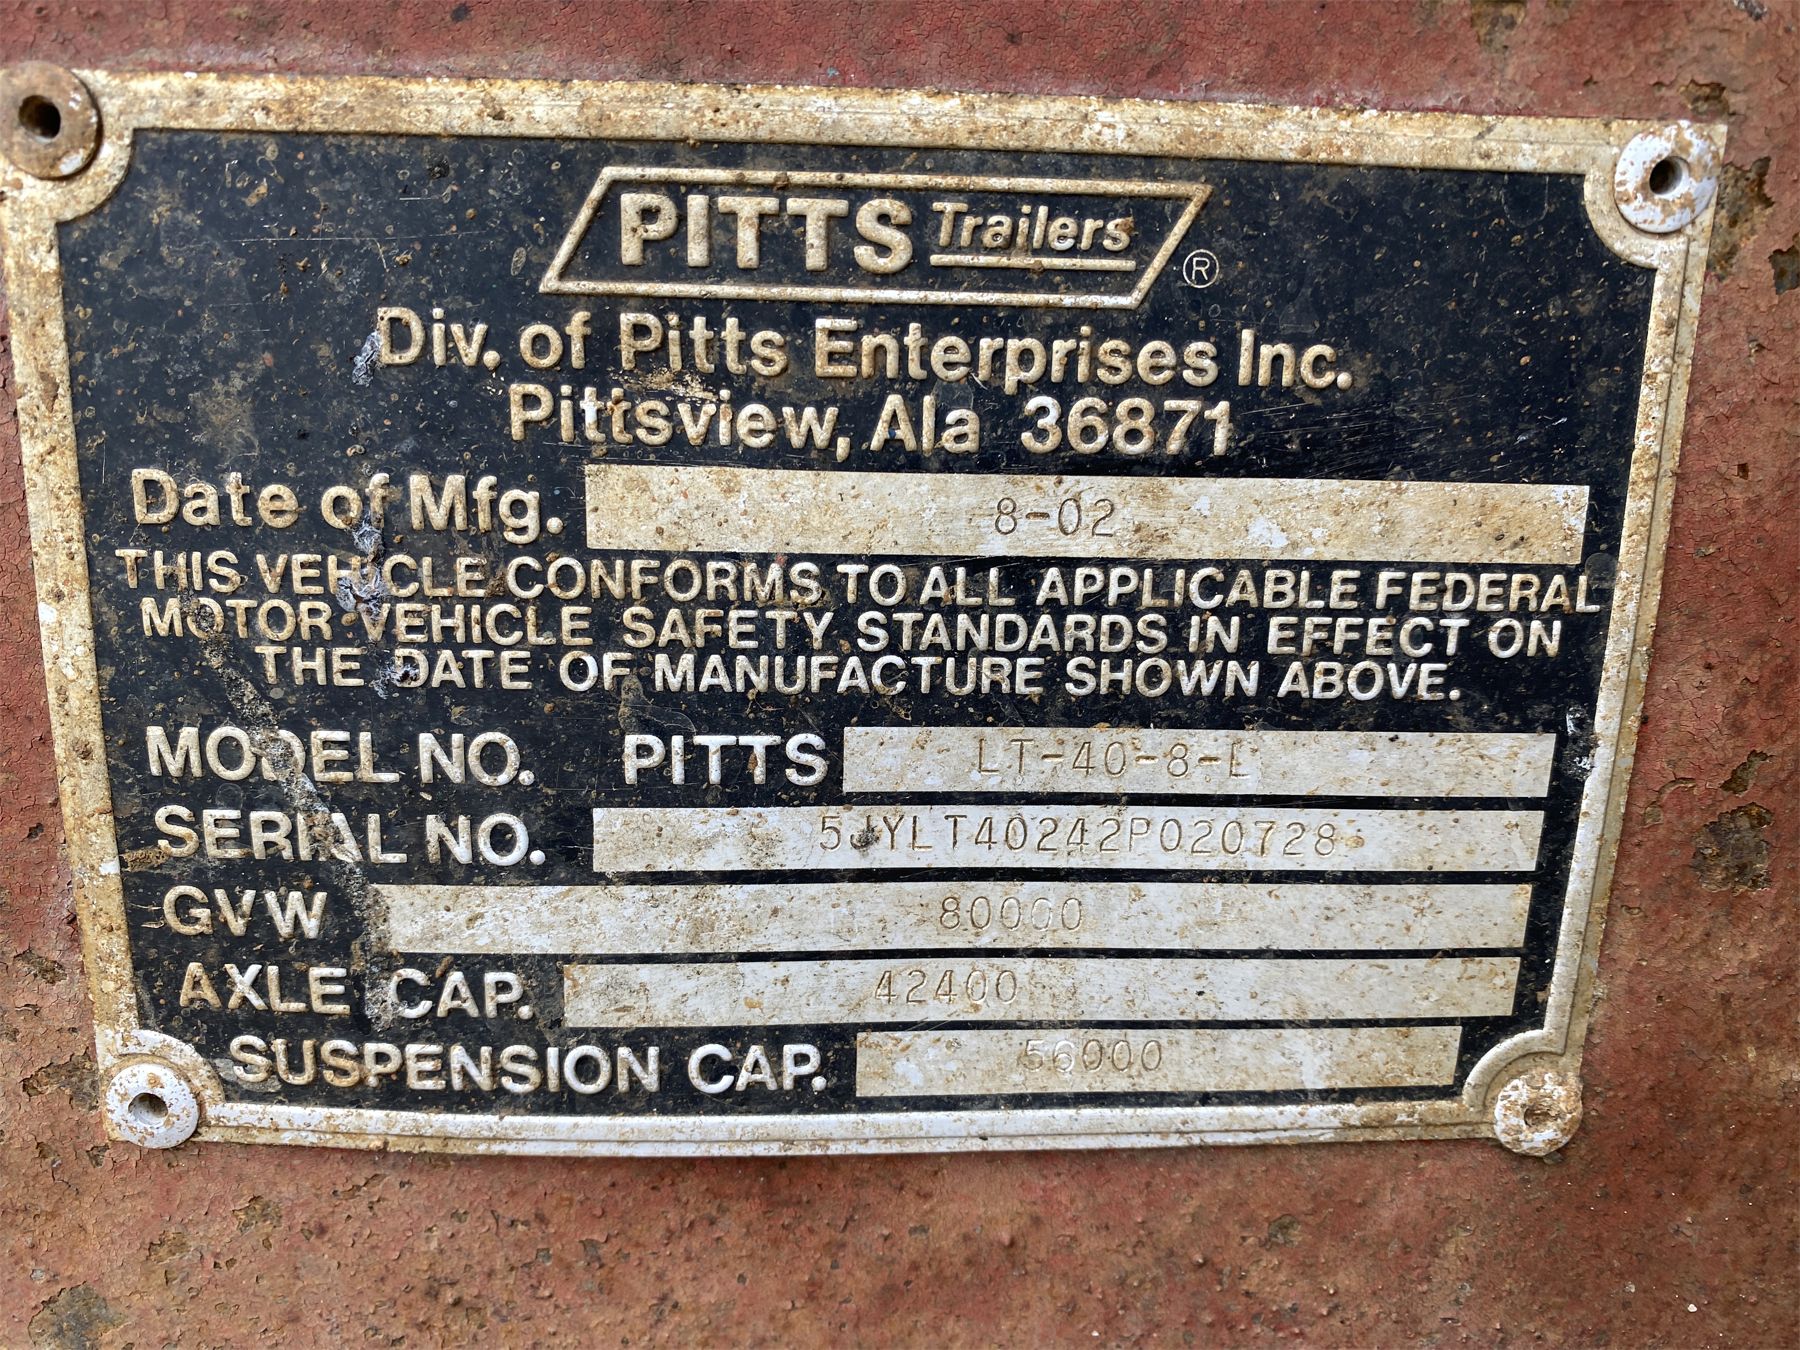 PITTS Trailers ®
Div. of Pitts Enterprises Inc.
Pittsview, Ala 36871
Date of Mfg. 8-02
THIS VEHICLE CONFORMS TO ALL APPLICABLE FEDERAL
MOTOR VEHICLE SAFETY STANDARDS IN EFFECT ON
THE DATE OF MANUFACTURE SHOWN ABOVE.
MODEL NO. PITTS LT-40-8-L
SERIAL NO. 5JYLT40242P020728
GVW 80000
AXLE CAP. 42400
SUSPENSION CAP. 56000